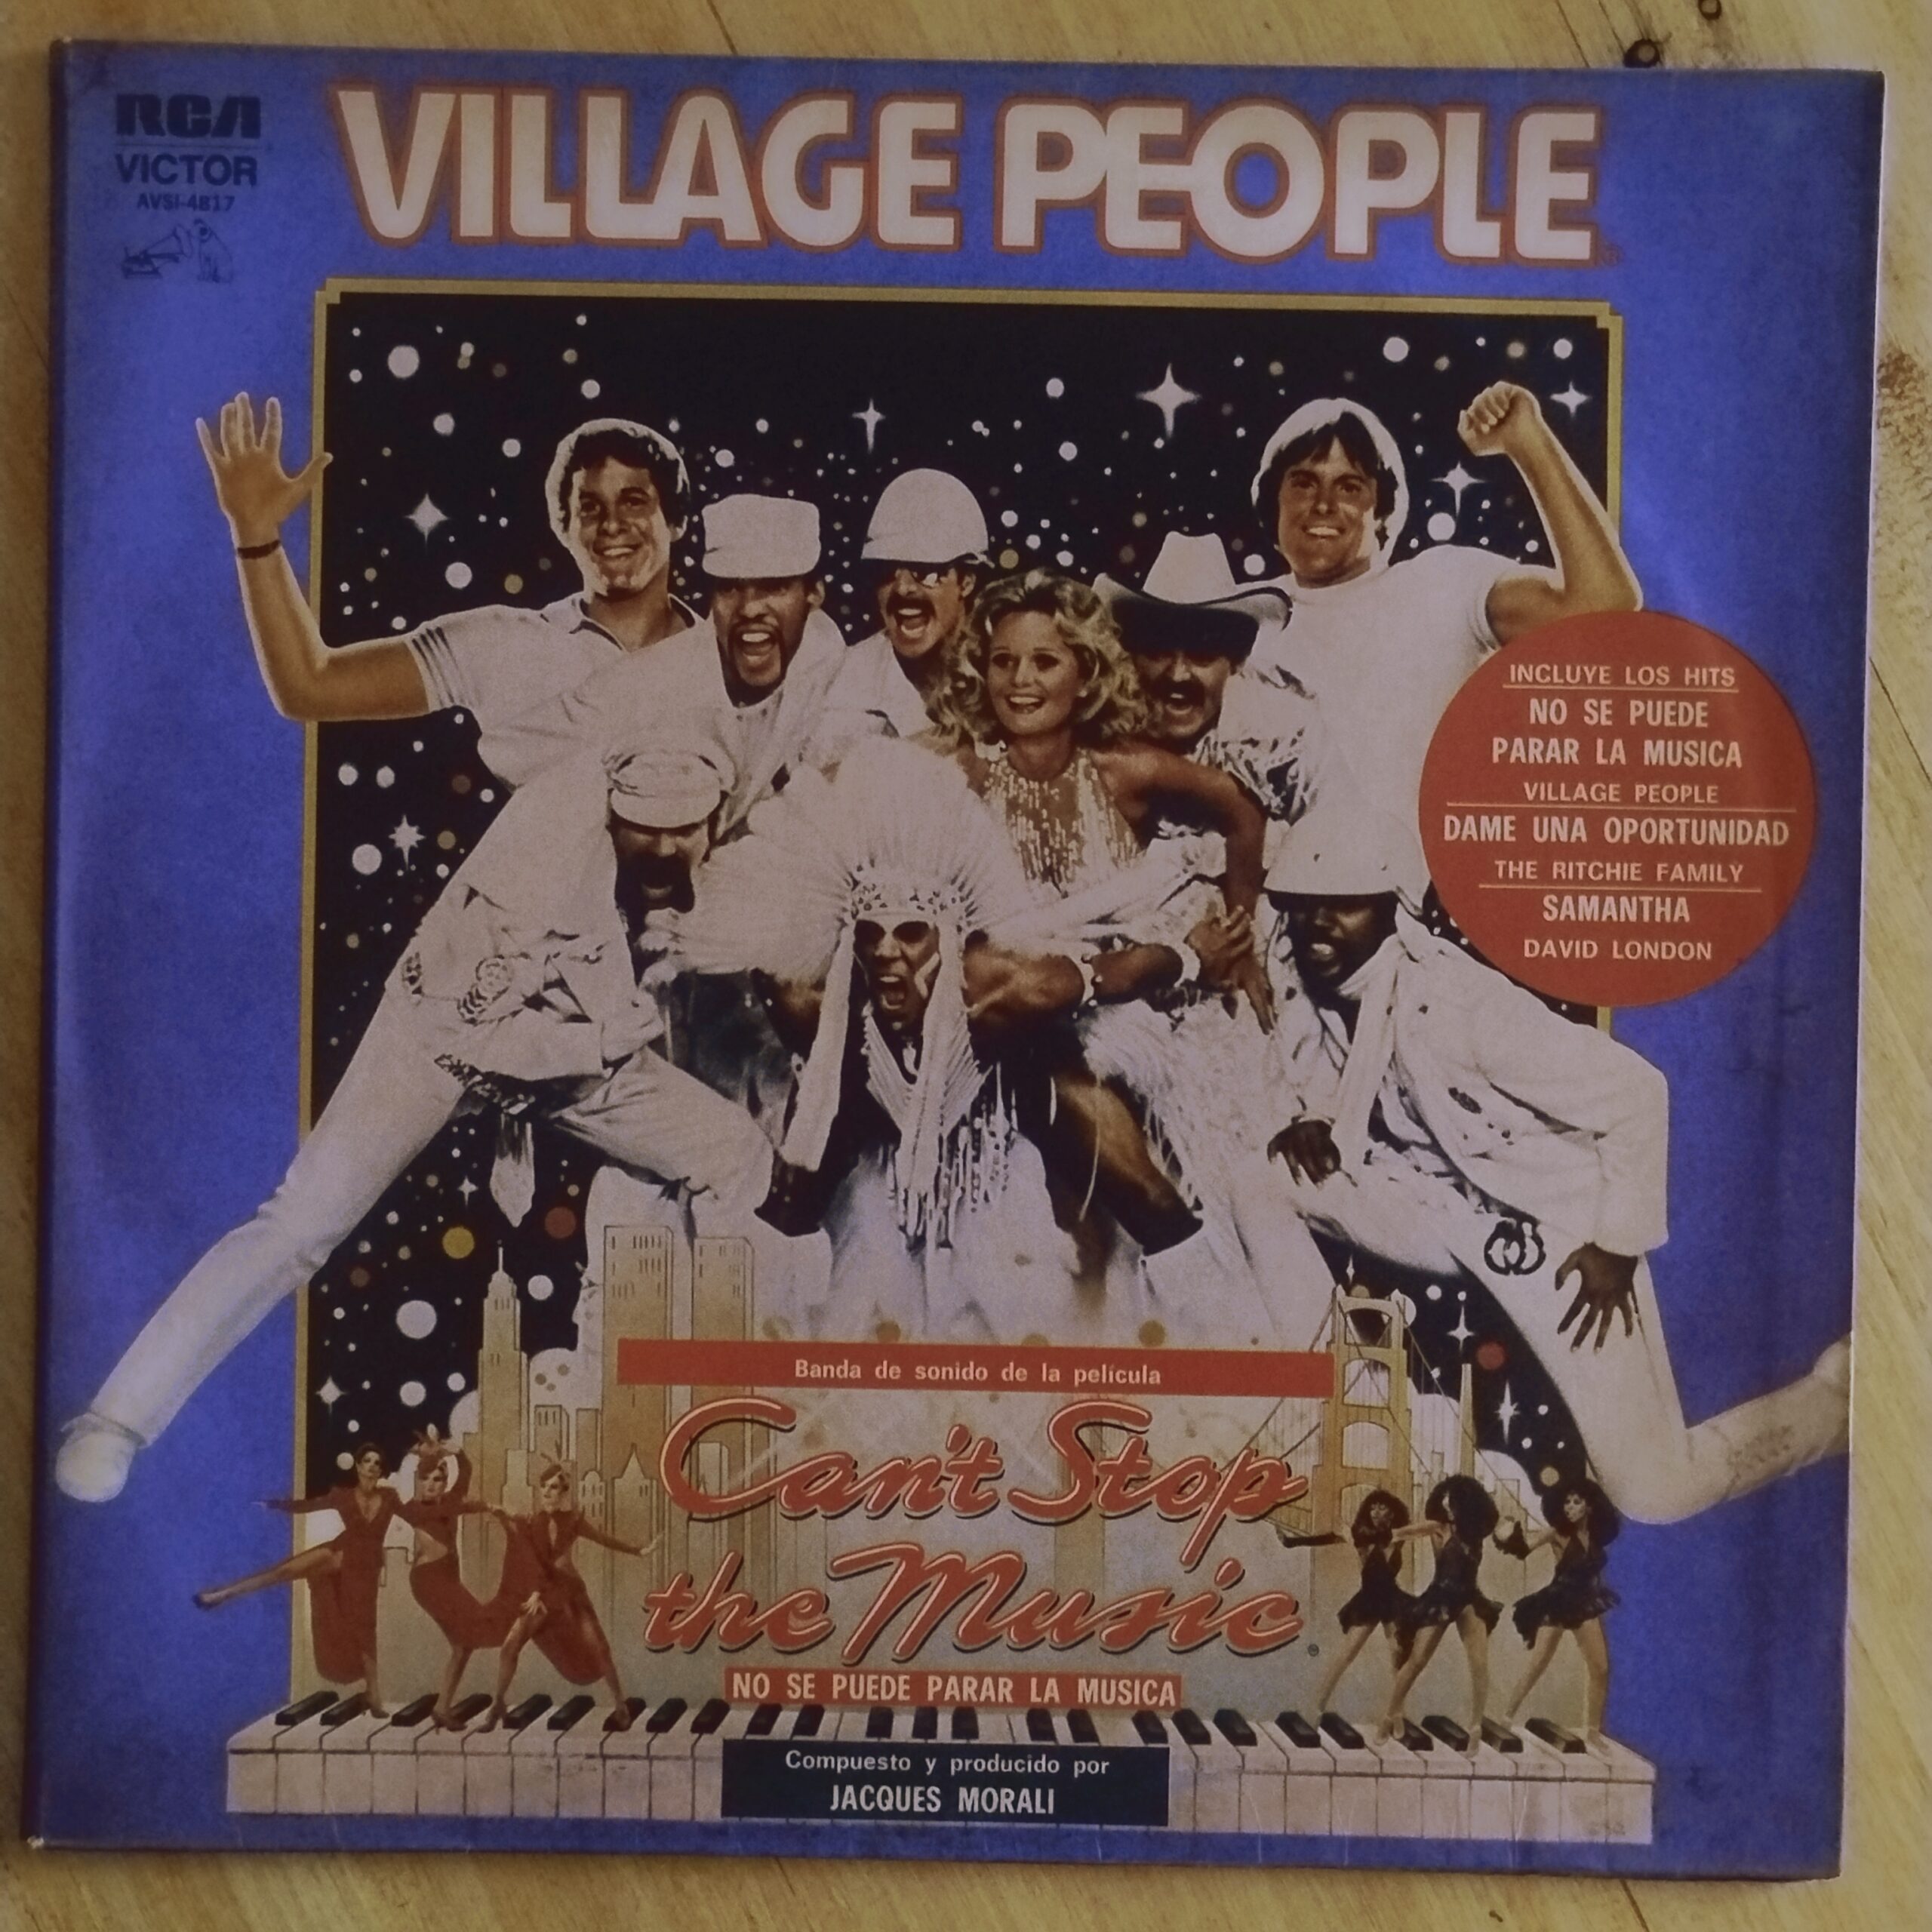 RCA
VICTOR
AVSI-4817
VILLAGE PEOPLE
INCLUYE LOS HITS
NO SE PUEDE
PARAR LA MUSICA
VILLAGE PEOPLE
DAME UNA OPORTUNIDAD
THE RITCHIE FAMILY
SAMANTHA
DAVID LONDON
Banda de sonido de la película
Can't Stop
the Music
NO SE PUEDE PARAR LA MUSICA
Compuesto y producido por
JACQUES MORALI